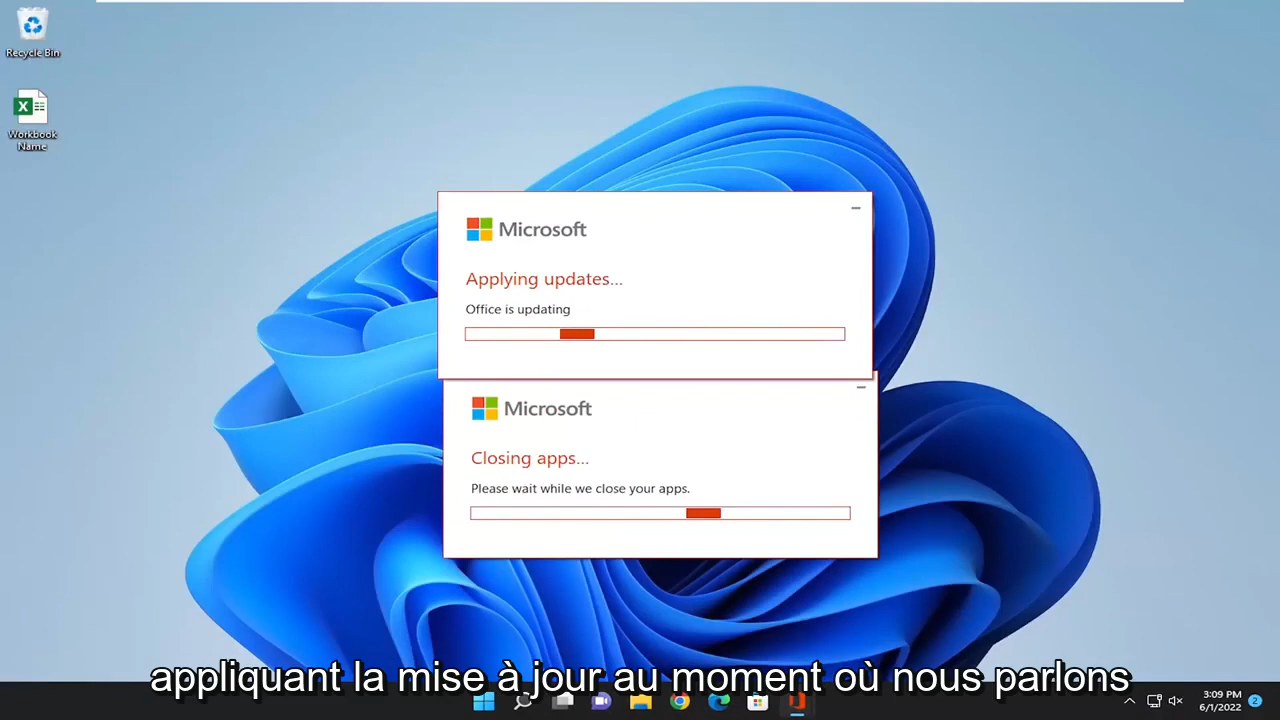 Recycle Bin
Workbook
Name
Microsoft
Applying updates...
Office is updating
Microsoft
Closing apps...
Please wait while we close your apps.
appliquant la mise à jour au moment où nous parlons
3:09 PM
6/1/2022
2